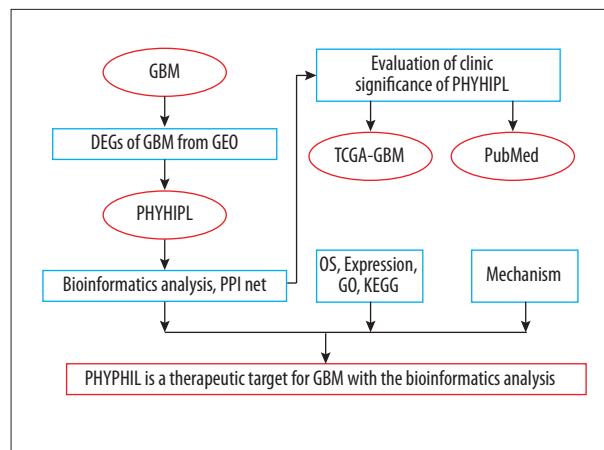 GBM
DEGs of GBM from GEO
PHYHIPL
Bioinformatics analysis, PPI net
Evaluation of clinic
significance of PHYHIPL
TCGA-GBM
PubMed
OS, Expression,
GO, KEGG
Mechanism
PHYPHIL is a therapeutic target for GBM with the bioinformatics analysis